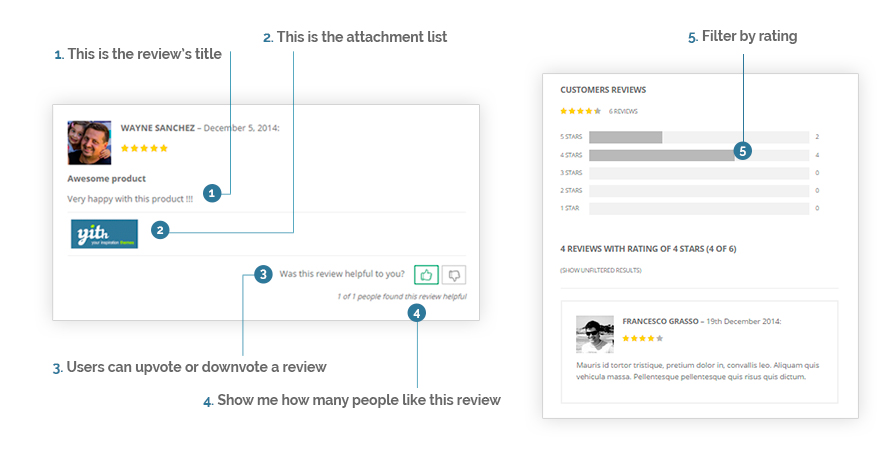 2. This is the attachment list
1. This is the review's title
WAYNE SANCHEZ – December 5, 2014:
Awesome product
Very happy with this product !!!
1
yith
your inspiration themes
2
3 Was this review helpful to you?
1 of 1 people found this review helpful
4
3. Users can upvote or downvote a review
4. Show me how many people like this review
5. Filter by rating
CUSTOMERS REVIEWS
6 REVIEWS
5 STARS 2
4 STARS 5 4
3 STARS 0
2 STARS 0
1 STAR 0
4 REVIEWS WITH RATING OF 4 STARS (4 OF 6)
(SHOW UNFILTERED RESULTS)
FRANCESCO GRASSO – 19th December 2014:
Mauris id tortor tristique, pretium dolor in, convallis leo. Aliquam quis
vehicula massa. Pellentesque pellentesque quis risus quis dictum.